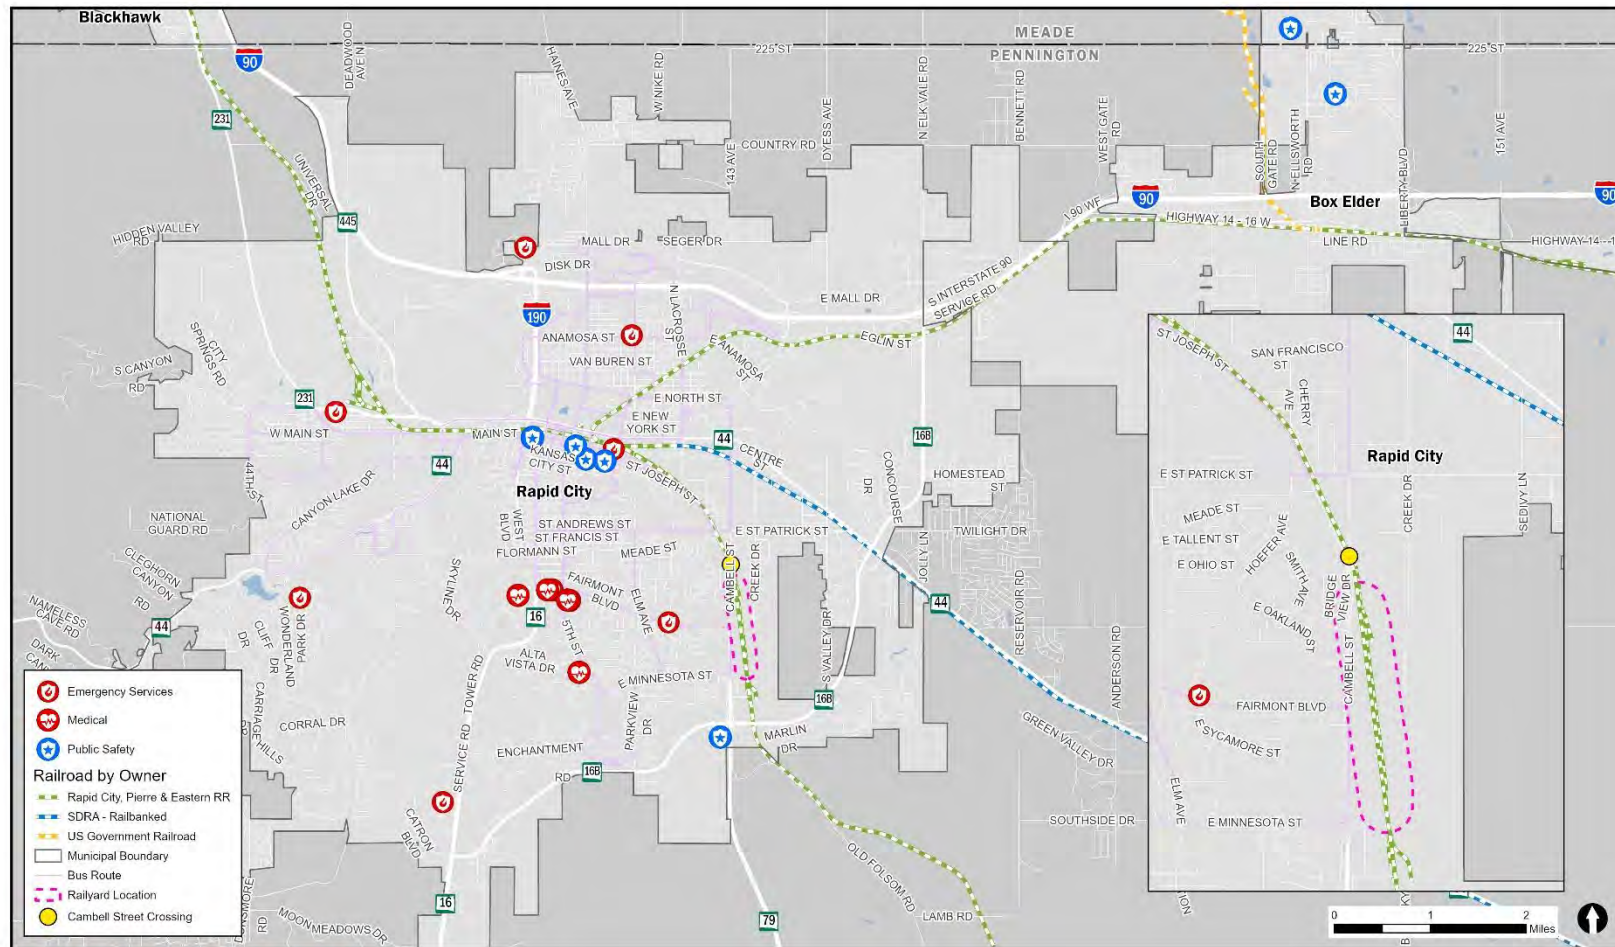 Blackhawk
MEADE
PENNINGTON
225 ST
225 ST
90
DEADWOOD
AVE N
HAINES AVE
W NIKE RD
143 AVE
DYESS AVE
N ELK VALE RD
BENNETT RD
WEST GATE
RD
SOUTH
GATE RD
N ELLSWORTH
RD
LIBERTY BLVD
151 AVE
231
COUNTRY RD
UNIVERSAL
DR
445
HIDDEN VALLEY
RD
MALL DR
SEGER DR
DISK DR
I 90 WF
90
HIGHWAY 14 - 16 W
Box Elder
90
LINE RD
HIGHWAY 14 - 1
E MALL DR
S INTERSTATE 90
SERVICE RD
N LACROSSE
ST
190
ANAMOSA ST
VAN BUREN ST
E ANAMOSA
ST
EGLIN ST
CITY
SPRINGS RD
S CANYON
RD
231
E NORTH ST
E NEW
YORK ST
W MAIN ST
MAIN ST
KANSAS
CITY ST
ST JOSEPH ST
44
CENTRE
ST
16B
44
44TH ST
CANYON LAKE DR
Rapid City
CONCOURSE
DR
HOMESTEAD
ST
NATIONAL
GUARD RD
WEST
BLVD
ST ANDREWS ST
ST FRANCIS ST
FLORMANN ST
MEADE ST
E ST PATRICK ST
TWILIGHT DR
CLEGHORN
CANYON
RD
SKYLINE
DR
FAIRMONT
BLVD
ELM AVE
CAMBELL ST
CREEK DR
JOLLY LN
RESERVOIR RD
44
NAMELESS
CAVE RD
DARK
44
CLIFF
DR
WONDERLAND
DR
PARK DR
16
5TH ST
ALTA
VISTA DR
E MINNESOTA ST
S VALLEY DR
16B
ANDERSON RD
GREEN VALLEY DR
CARRIAGE HILLS
CORRAL DR
SERVICE RD
TOWER RD
ENCHANTMENT
RD
PARKVIEW
DR
MARLIN
DR
16B
CATRON
BLVD
SOUTHSIDE DR
OLD FOLSOM RD
16
79
LAMB RD
RD
MOON
MEADOWS DR
Emergency Services
Medical
Public Safety
Railroad by Owner
Rapid City, Pierre & Eastern RR
SDRA - Railbanked
US Government Railroad
Municipal Boundary
Bus Route
Railyard Location
Cambell Street Crossing
ST JOSEPH ST
SAN FRANCISCO
ST
44
CHERRY
AVE
Rapid City
E ST PATRICK ST
CREEK DR
SEDIVY LN
MEADE ST
E TALLENT ST
HOEFER AVE
E OHIO ST
SMITH AVE
E OAKLAND
ST
BRIDGE
VIEW DR
CAMBELL ST
FAIRMONT BLVD
E SYCAMORE ST
ELM AVE
E MINNESOTA ST
0 1 2
Miles